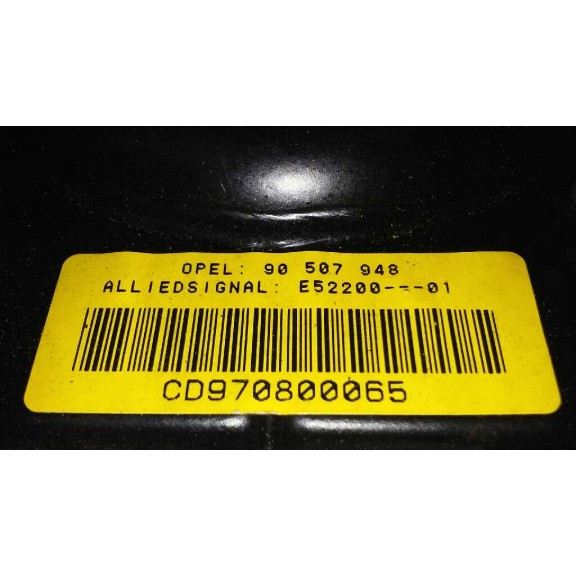 OPEL: 90 507 948
ALLIEDSIGNAL: E52200---01
CD970800065